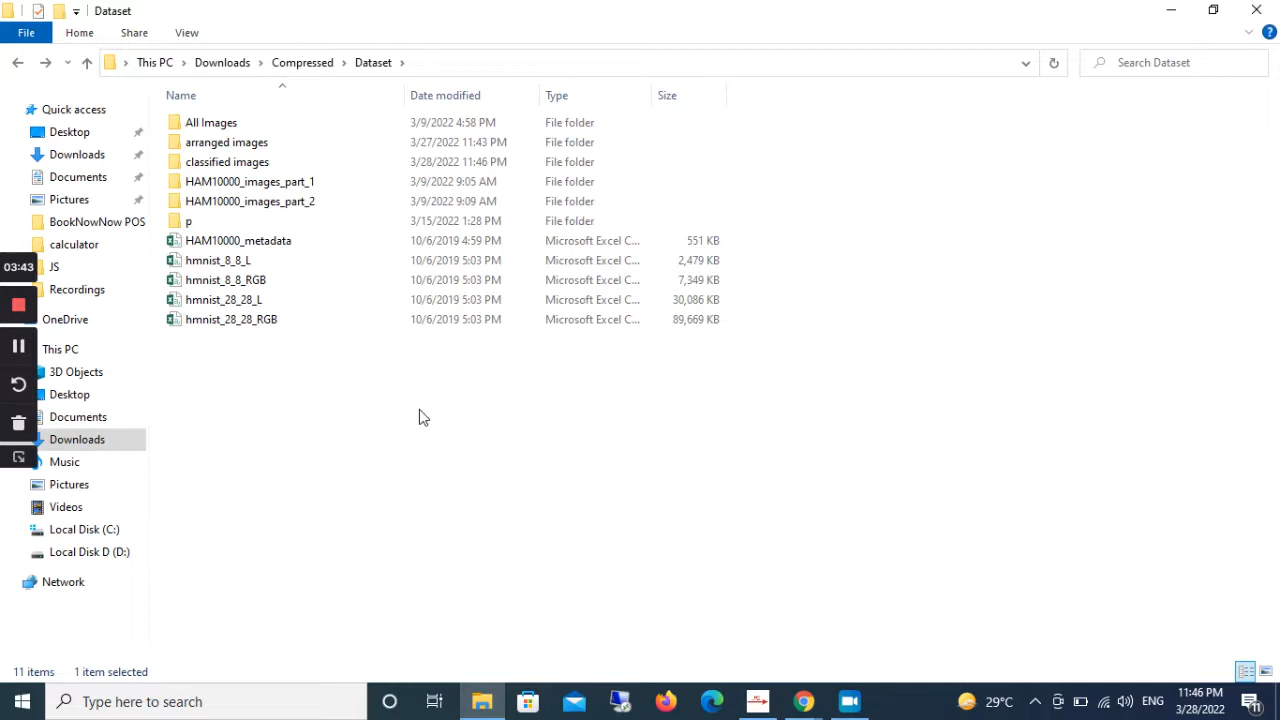 Dataset
File Home Share View
This PC Downloads Compressed Dataset Search Dataset
Name Date modified Type Size
Quick access
Desktop
Downloads
Documents
Pictures
BookNowNow POS
calculator
JS
Recordings
OneDrive
This PC
3D Objects
Desktop
Documents
Downloads
Music
Pictures
Videos
Local Disk (C:)
Local Disk D (D:)
Network
03:43
All Images 3/9/2022 4:58 PM File folder
arranged images 3/27/2022 11:43 PM File folder
classified images 3/28/2022 11:46 PM File folder
HAM10000_images_part_1 3/9/2022 9:05 AM File folder
HAM10000_images_part_2 3/9/2022 9:09 AM File folder
p 3/15/2022 1:28 PM File folder
HAM10000_metadata 10/6/2019 4:59 PM Microsoft Excel C... 551 KB
hmnist_8_8_L 10/6/2019 5:03 PM Microsoft Excel C... 2,479 KB
hmnist_8_8_RGB 10/6/2019 5:03 PM Microsoft Excel C... 7,349 KB
hmnist_28_28_L 10/6/2019 5:03 PM Microsoft Excel C... 30,086 KB
hmnist_28_28_RGB 10/6/2019 5:03 PM Microsoft Excel C... 89,669 KB
11 items 1 item selected
Type here to search
29°C ENG
11:46 PM
3/28/2022
11